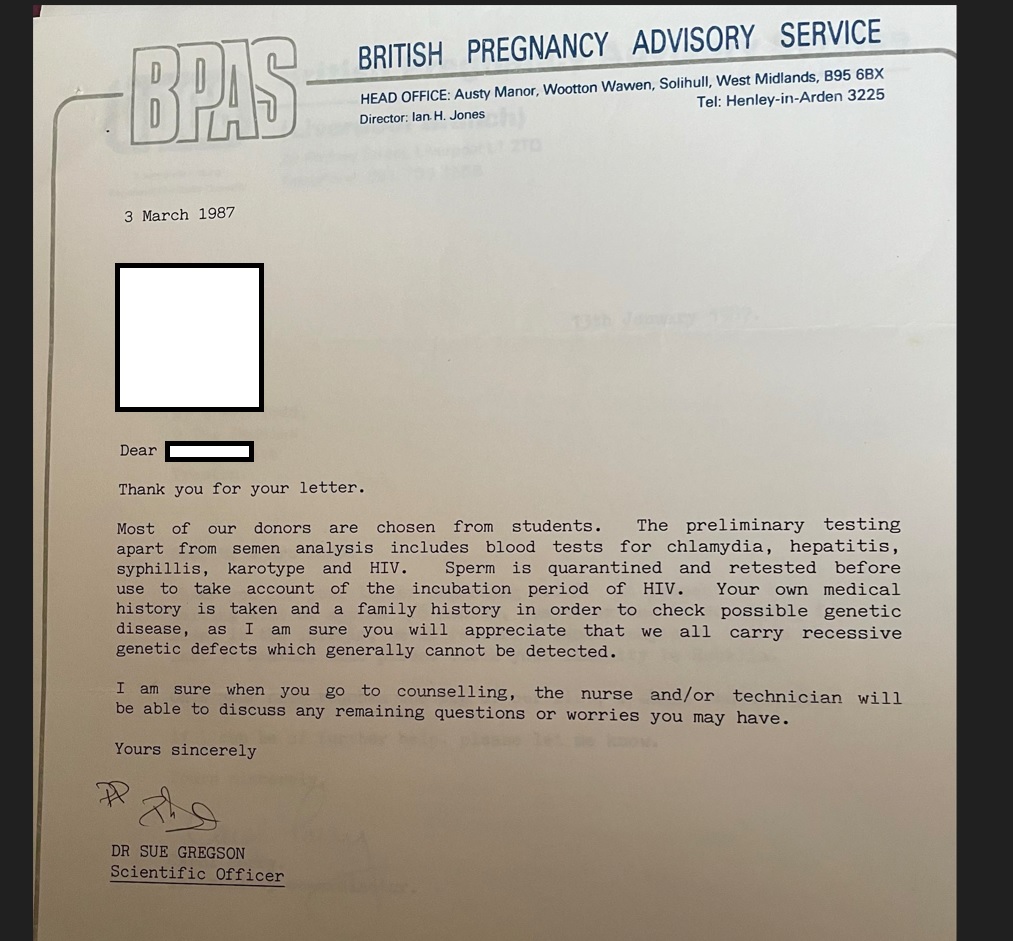 BPAS
BRITISH PREGNANCY ADVISORY SERVICE
HEAD OFFICE: Austy Manor, Wootton Wawen, Solihull, West Midlands, B95 6BX
Tel: Henley-in-Arden 3225
Director: Ian H. Jones
3 March 1987
Dear
Thank you for your letter.
Most of our donors are chosen from students. The preliminary testing
apart from semen analysis includes blood tests for chlamydia, hepatitis,
syphillis, karotype and HIV. Sperm is quarantined and retested before
use to take account of the incubation period of HIV. Your own medical
history is taken and a family history in order to check possible genetic
disease, as I am sure you will appreciate that we all carry recessive
genetic defects which generally cannot be detected.
I am sure when you go to counselling, the nurse and/or technician will
be able to discuss any remaining questions or worries you may have.
Yours sincerely
DR SUE GREGSON
Scientific Officer